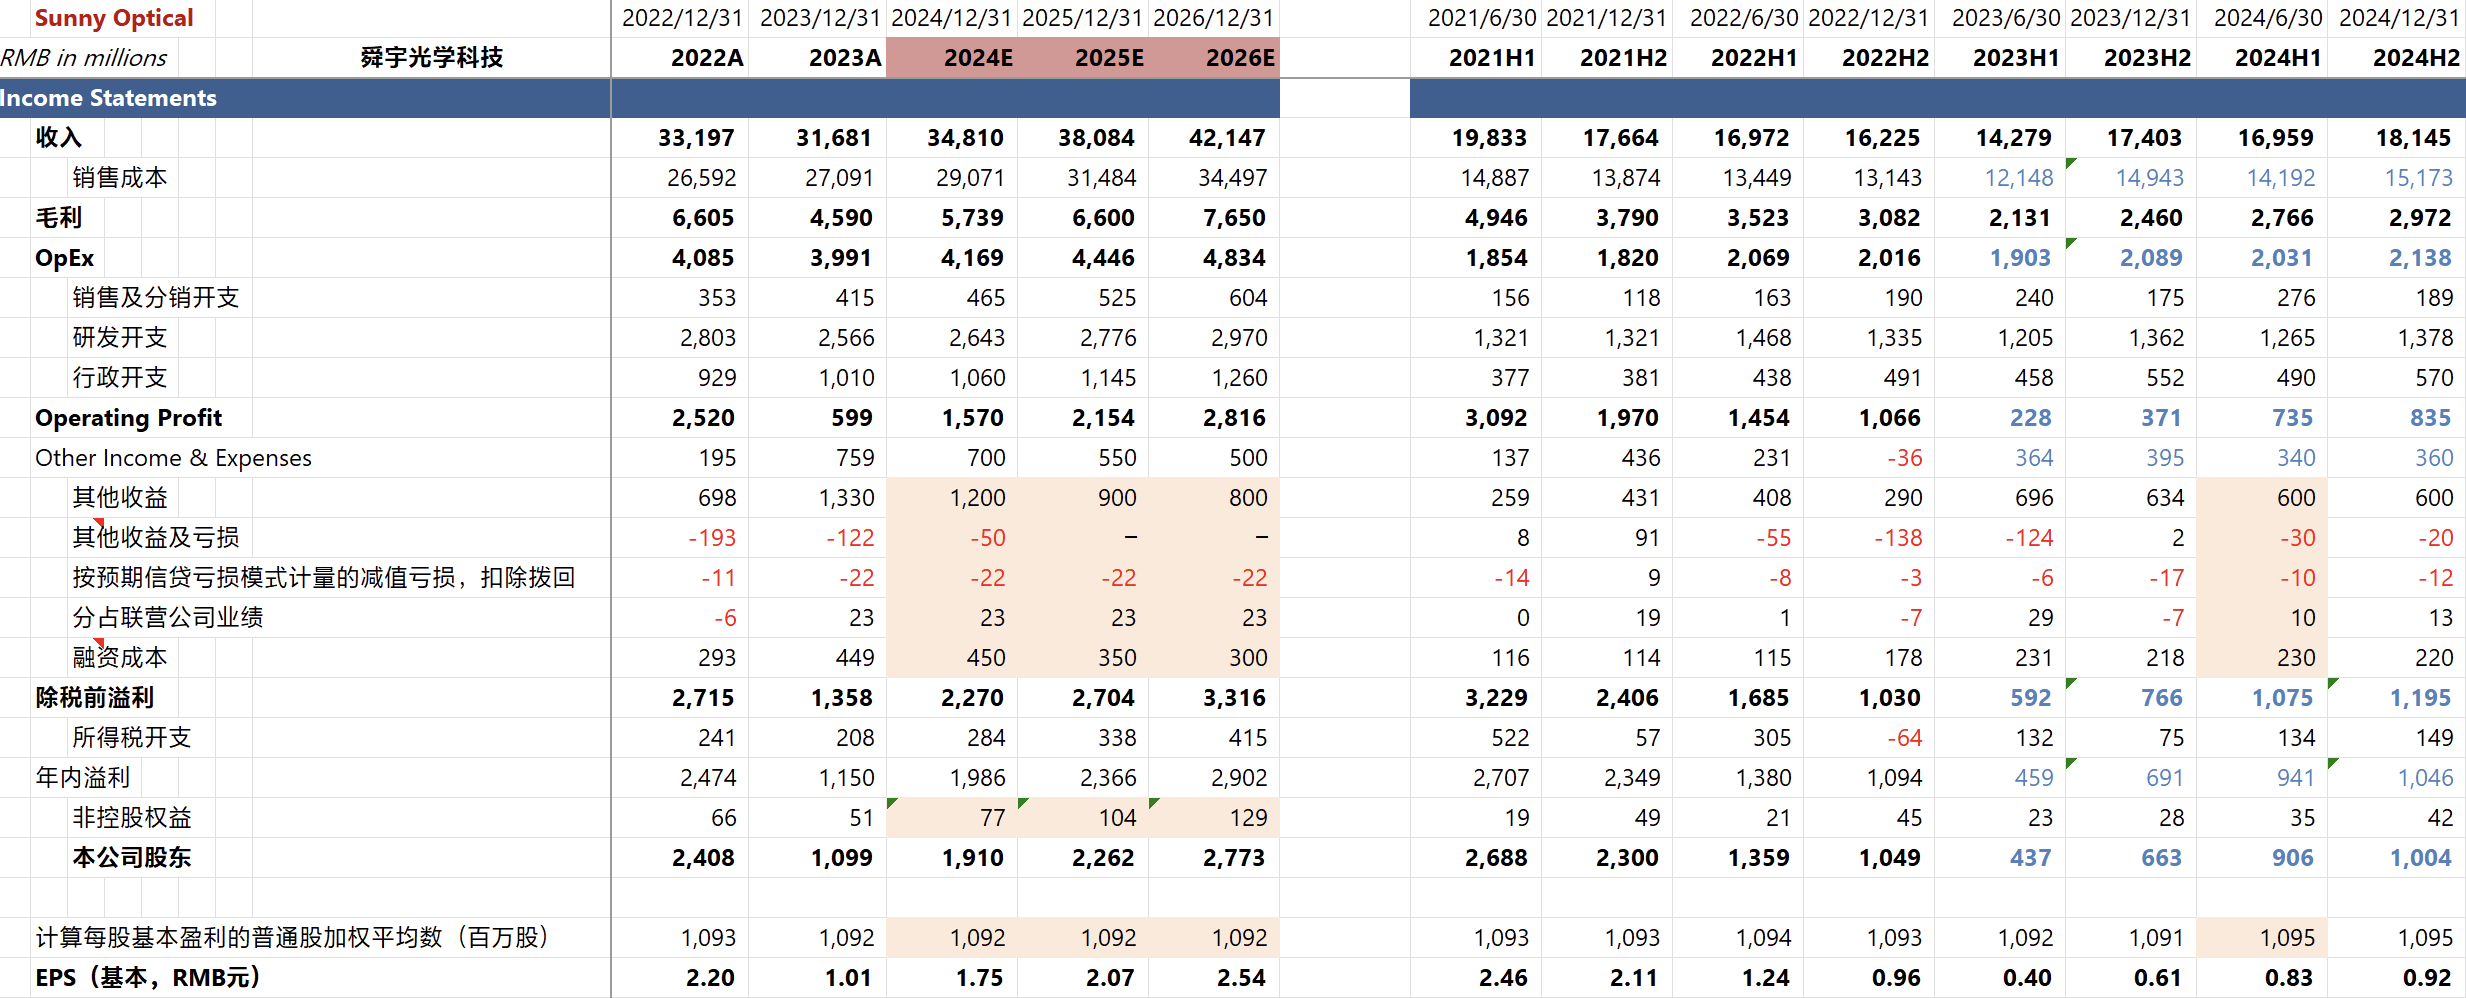 Sunny Optical 2022/12/31 2023/12/31 2024/12/31 2025/12/31 2026/12/31 2021/6/30 2021/12/31 2022/6/30 2022/12/31 2023/6/30 2023/12/31 2024/6/30 2024/12/31
RMB in millions 舜宇光学科技 2022A 2023A 2024E 2025E 2026E 2021H1 2021H2 2022H1 2022H2 2023H1 2023H2 2024H1 2024H2
Income Statements
收入 33,197 31,681 34,810 38,084 42,147 19,833 17,664 16,972 16,225 14,279 17,403 16,959 18,145
销售成本 26,592 27,091 29,071 31,484 34,497 14,887 13,874 13,449 13,143 12,148 14,943 14,192 15,173
毛利 6,605 4,590 5,739 6,600 7,650 4,946 3,790 3,523 3,082 2,131 2,460 2,766 2,972
OpEx 4,085 3,991 4,169 4,446 4,834 1,854 1,820 2,069 2,016 1,903 2,089 2,031 2,138
销售及分销开支 353 415 465 525 604 156 118 163 190 240 175 276 189
研发开支 2,803 2,566 2,643 2,776 2,970 1,321 1,321 1,468 1,335 1,205 1,362 1,265 1,378
行政开支 929 1,010 1,060 1,145 1,260 377 381 438 491 458 552 490 570
Operating Profit 2,520 599 1,570 2,154 2,816 3,092 1,970 1,454 1,066 228 371 735 835
Other Income & Expenses 195 759 700 550 500 137 436 231 -36 364 395 340 360
其他收益 698 1,330 1,200 900 800 259 431 408 290 696 634 600 600
其他收益及亏损 -193 -122 -50 – – 8 91 -55 -138 -124 2 -30 -20
按预期信贷亏损模式计量的减值亏损，扣除拨回 -11 -22 -22 -22 -22 -14 9 -8 -3 -6 -17 -10 -12
分占联营公司业绩 -6 23 23 23 23 0 19 1 -7 29 -7 10 13
融资成本 293 449 450 350 300 116 114 115 178 231 218 230 220
除税前溢利 2,715 1,358 2,270 2,704 3,316 3,229 2,406 1,685 1,030 592 766 1,075 1,195
所得税开支 241 208 284 338 415 522 57 305 -64 132 75 134 149
年内溢利 2,474 1,150 1,986 2,366 2,902 2,707 2,349 1,380 1,094 459 691 941 1,046
非控股权益 66 51 77 104 129 19 49 21 45 23 28 35 42
本公司股东 2,408 1,099 1,910 2,262 2,773 2,688 2,300 1,359 1,049 437 663 906 1,004
计算每股基本盈利的普通股加权平均数（百万股） 1,093 1,092 1,092 1,092 1,092 1,093 1,093 1,094 1,093 1,092 1,091 1,095 1,095
EPS（基本，RMB元） 2.20 1.01 1.75 2.07 2.54 2.46 2.11 1.24 0.96 0.40 0.61 0.83 0.92